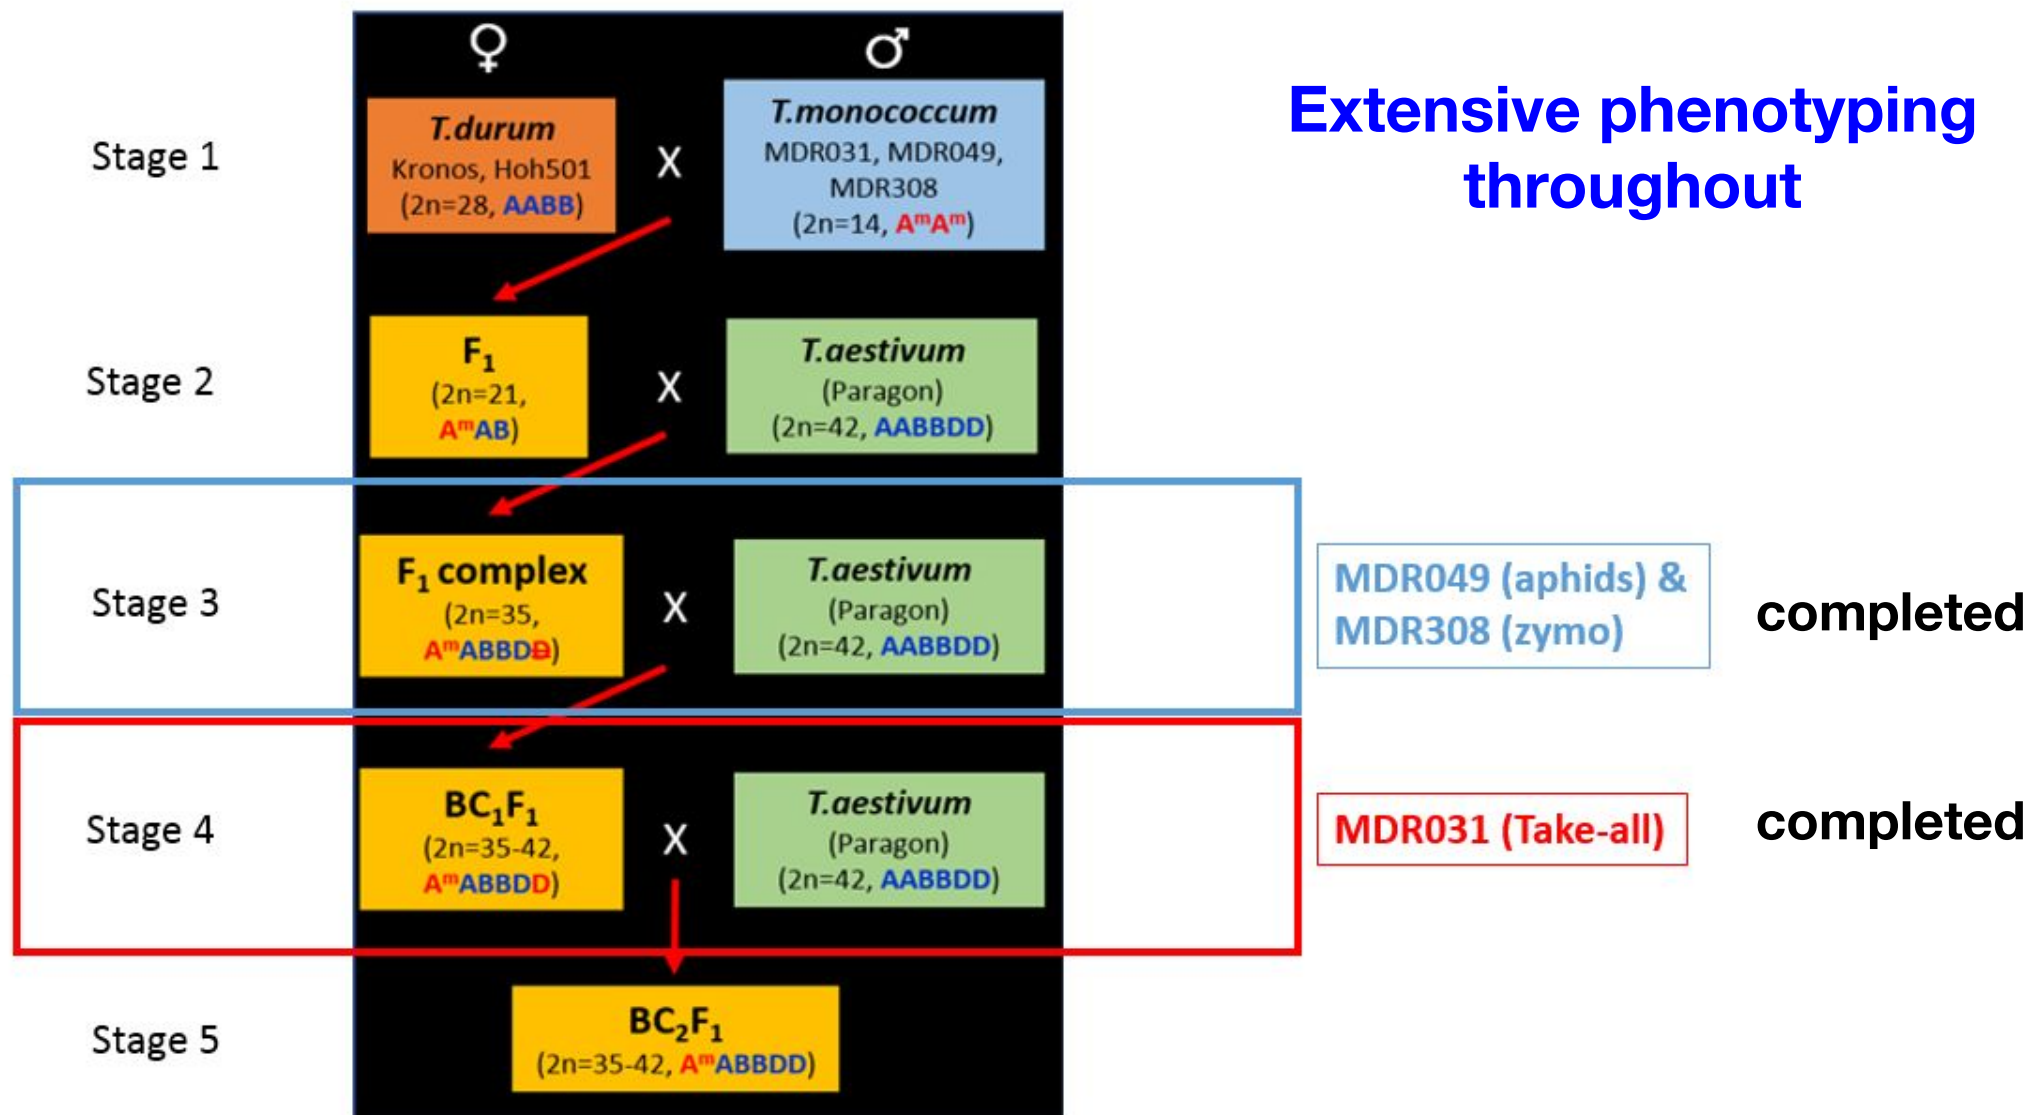 ♀ ♂
Extensive phenotyping
throughout
Stage 1
T.durum
Kronos, Hoh501
(2n=28, AABB)
X
T.monococcum
MDR031, MDR049,
MDR308
(2n=14, AᵐAᵐ)
Stage 2
F₁
(2n=21,
AᵐAB)
X
T.aestivum
(Paragon)
(2n=42, AABBDD)
Stage 3
F₁ complex
(2n=35,
AᵐABBDD)
X
T.aestivum
(Paragon)
(2n=42, AABBDD)
MDR049 (aphids) &
MDR308 (zymo)
completed
Stage 4
BC₁F₁
(2n=35-42,
AᵐABBDD)
X
T.aestivum
(Paragon)
(2n=42, AABBDD)
MDR031 (Take-all)
completed
Stage 5
BC₂F₁
(2n=35-42, AᵐABBDD)